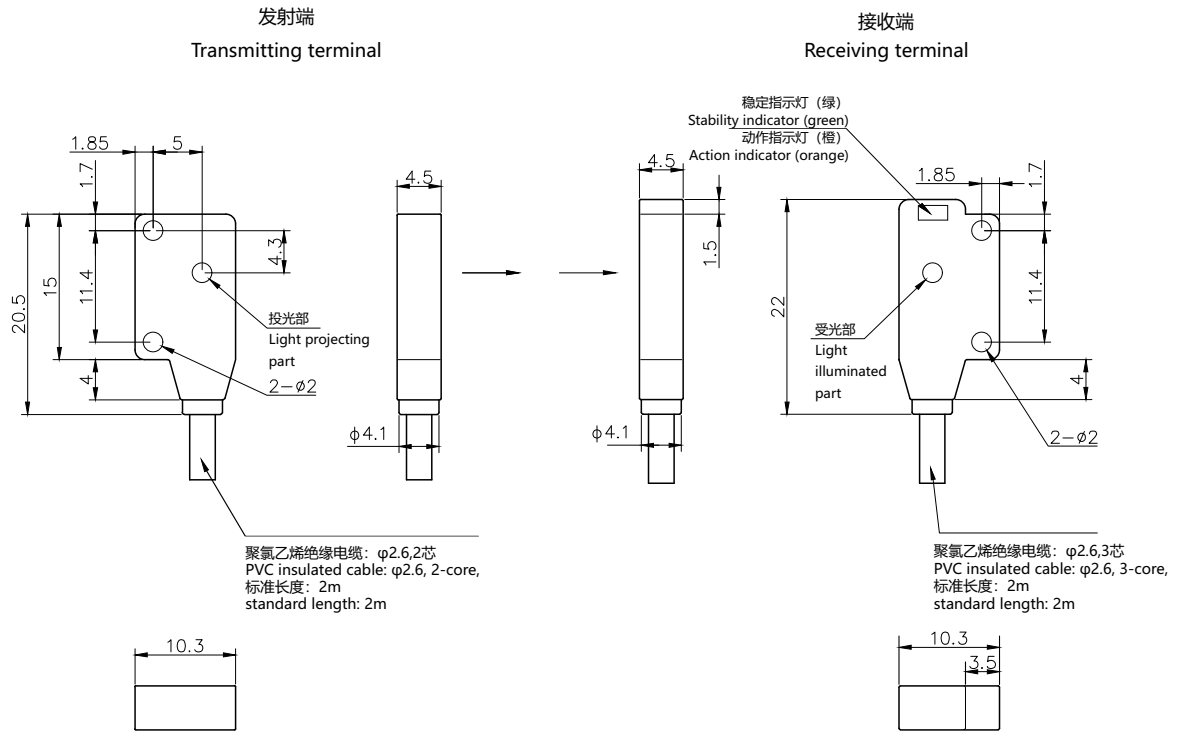 发射端
Transmitting terminal
1.85
5
1.7
20.5
15
11.4
4
4.3
投光部
Light projecting
part
2-ø2
4.5
ϕ4.1
聚氯乙烯绝缘电缆：φ2.6,2芯
PVC insulated cable: φ2.6, 2-core,
标准长度：2m
standard length: 2m
10.3
接收端
Receiving terminal
稳定指示灯（绿）
Stability indicator (green)
动作指示灯（橙）
Action indicator (orange)
4.5
1.5
ϕ4.1
1.85
1.7
22
11.4
4
受光部
Light
illuminated
part
2-ø2
聚氯乙烯绝缘电缆：φ2.6,3芯
PVC insulated cable: φ2.6, 3-core,
标准长度：2m
standard length: 2m
10.3
3.5